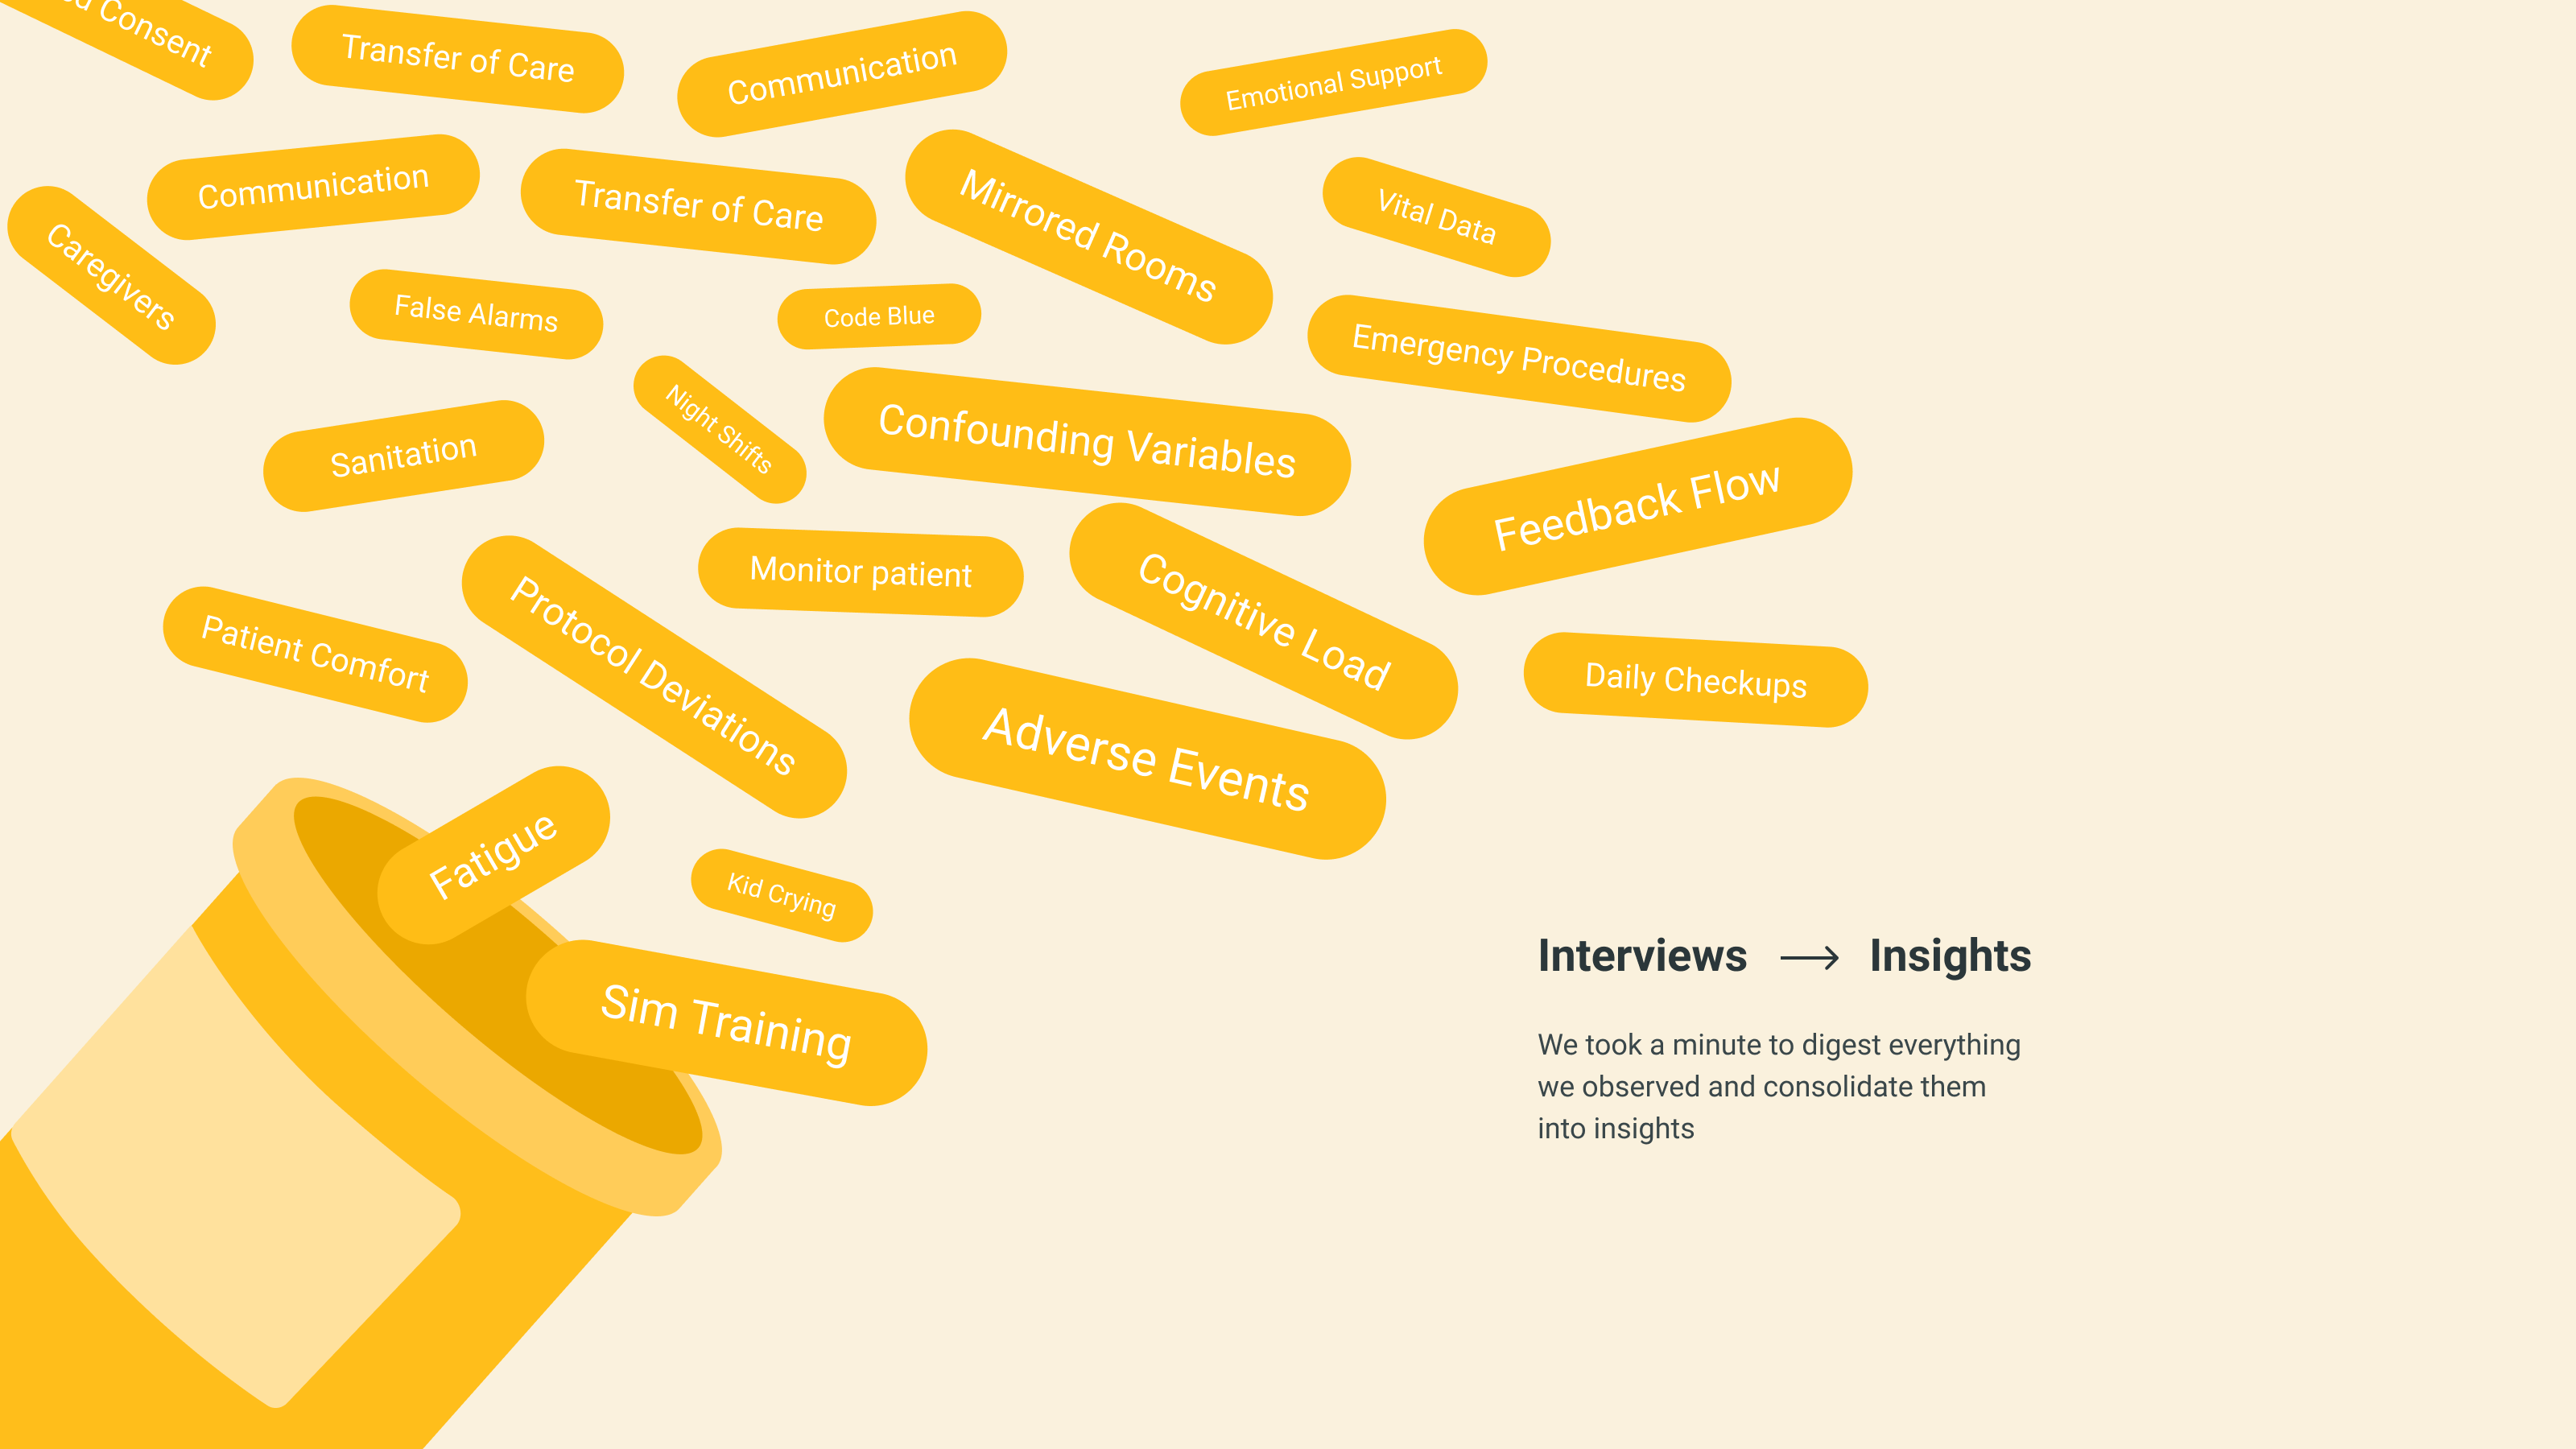 Consent
Transfer of Care
Communication
Emotional Support
Communication
Transfer of Care
Mirrored Rooms
Vital Data
Caregivers
False Alarms
Code Blue
Emergency Procedures
Night Shifts
Confounding Variables
Sanitation
Feedback Flow
Monitor patient
Cognitive Load
Patient Comfort
Protocol Deviations
Daily Checkups
Adverse Events
Fatigue
Kid Crying
Sim Training
Interviews → Insights
We took a minute to digest everything
we observed and consolidate them
into insights